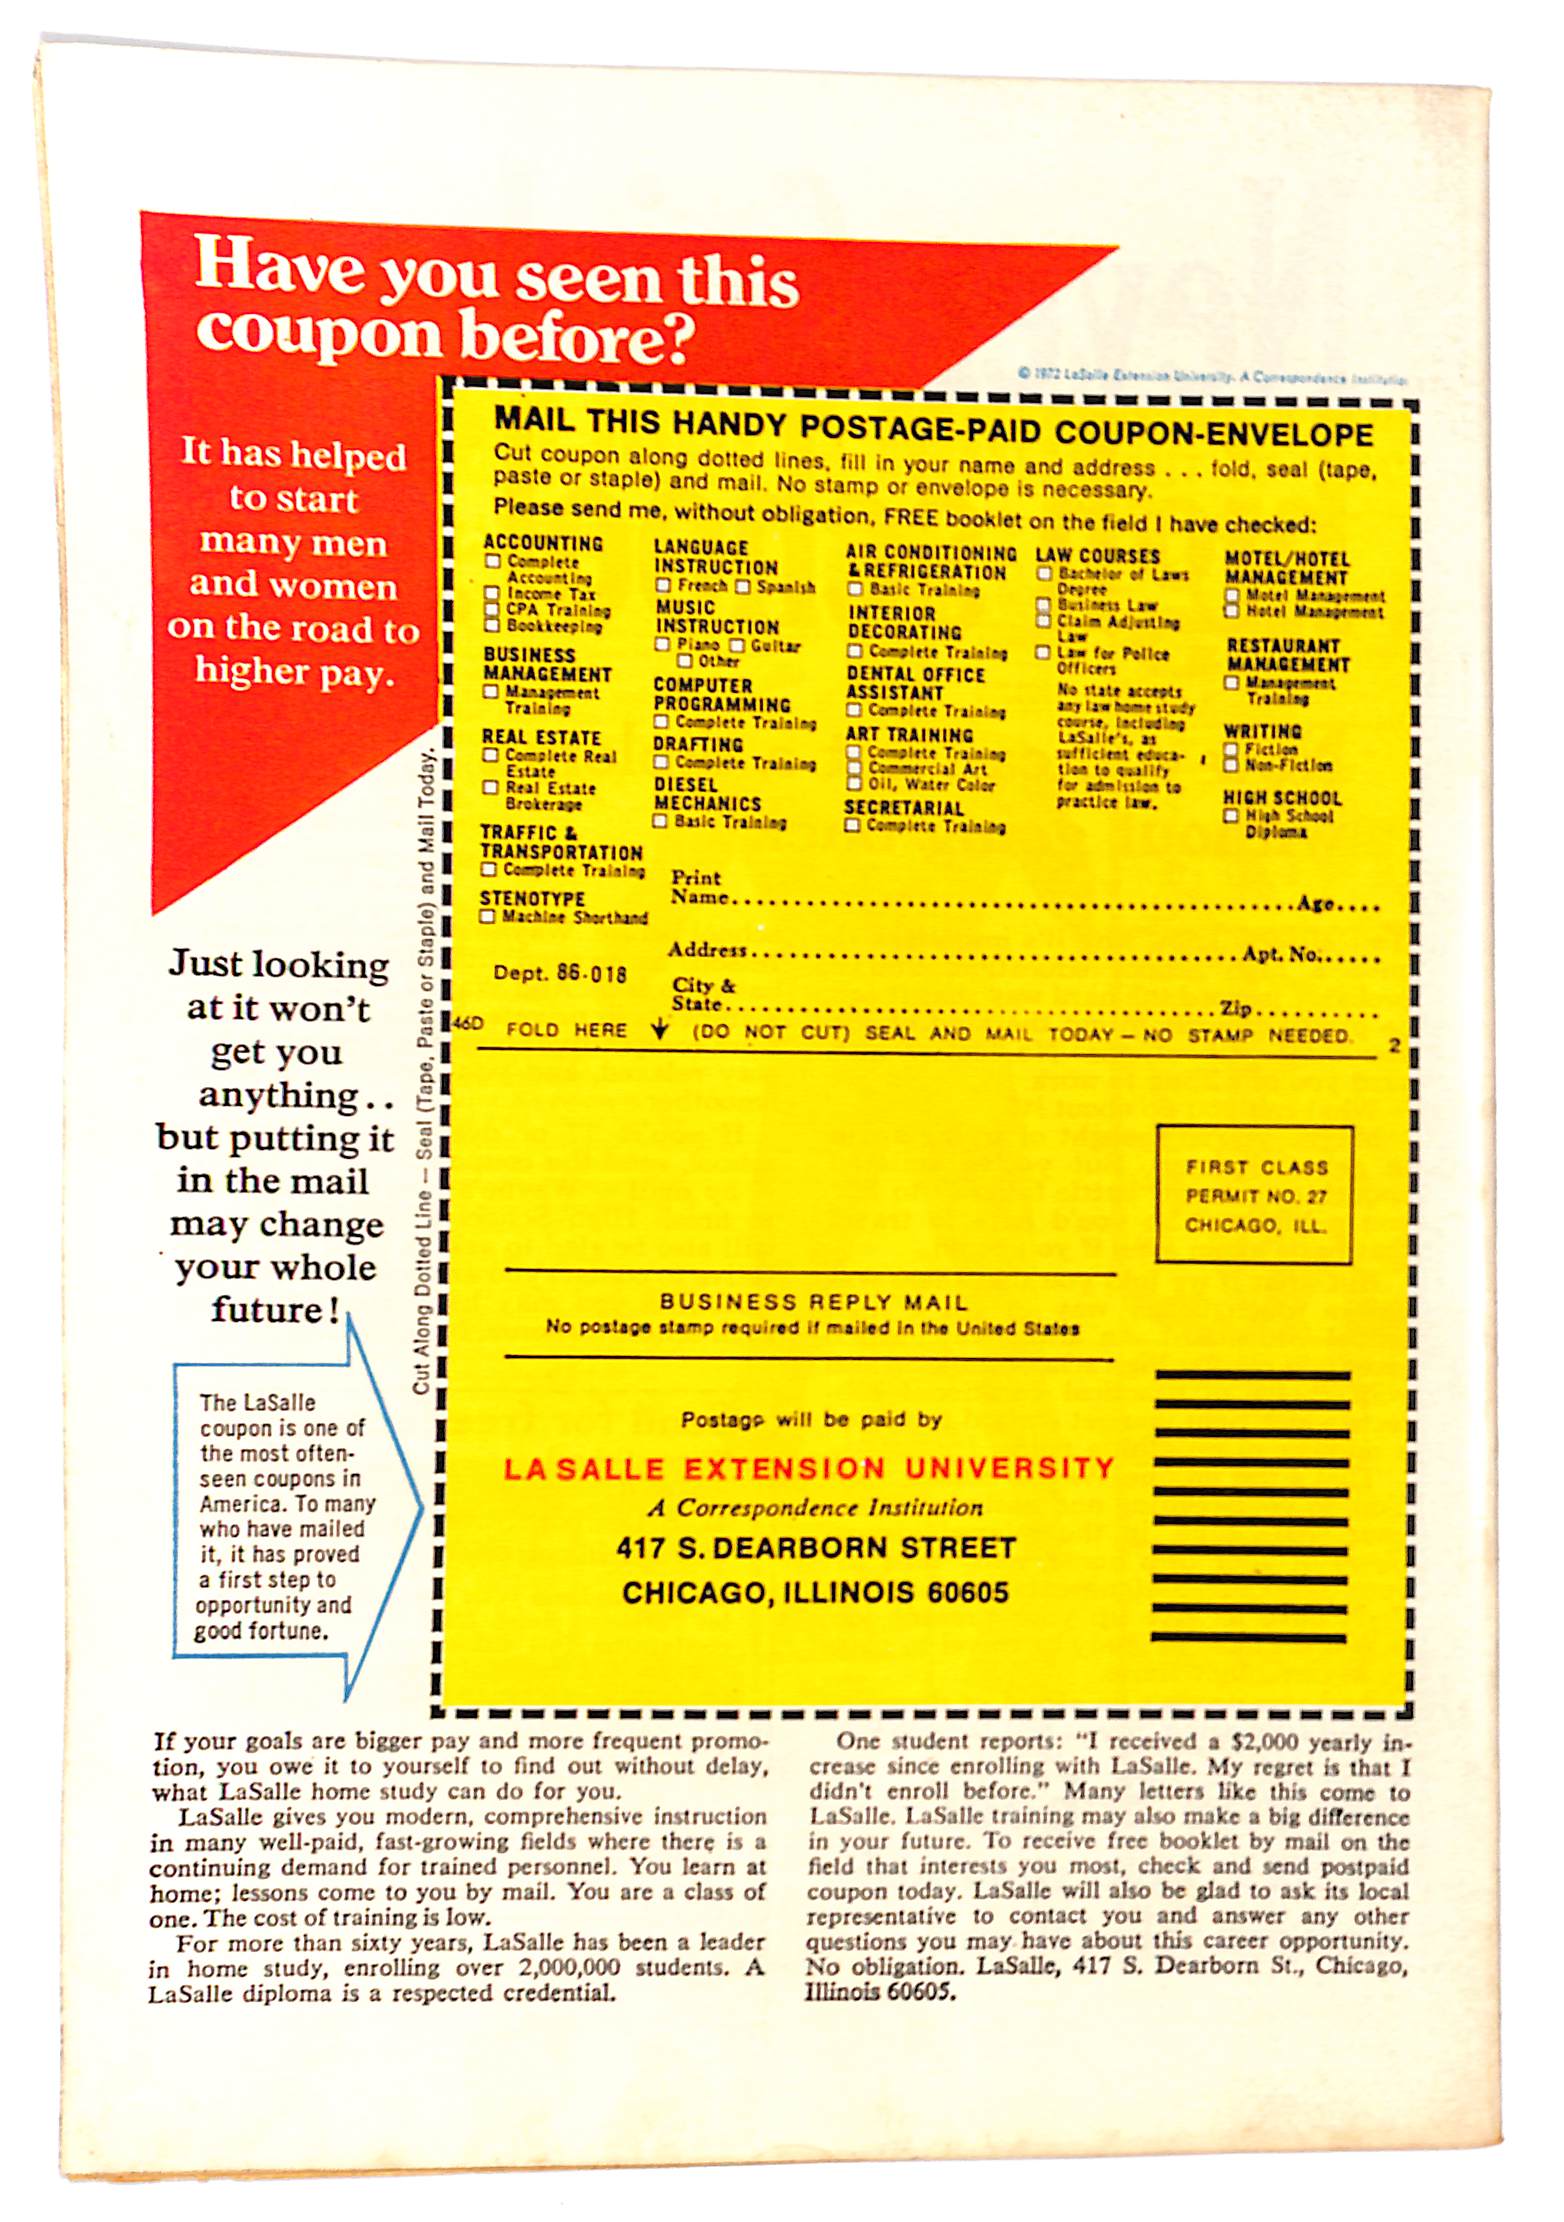 Have you seen this
coupon before?
© 1972 LaSalle Extension University, A Correspondence Institution
It has helped
to start
many men
and women
on the road to
higher pay.
Just looking
at it won't
get you
anything..
but putting it
in the mail
may change
your whole
future!
The LaSalle
coupon is one of
the most often-
seen coupons in
America. To many
who have mailed
it, it has proved
a first step to
opportunity and
good fortune.
Cut Along Dotted Line — Seal (Tape, Paste or Staple) and Mail Today.
MAIL THIS HANDY POSTAGE-PAID COUPON-ENVELOPE
Cut coupon along dotted lines, fill in your name and address . . . fold, seal (tape,
paste or staple) and mail. No stamp or envelope is necessary.
Please send me, without obligation, FREE booklet on the field I have checked:
ACCOUNTING
Complete
Accounting
Income Tax
CPA Training
Bookkeeping
BUSINESS
MANAGEMENT
Management
Training
REAL ESTATE
Complete Real
Estate
Real Estate
Brokerage
TRAFFIC &
TRANSPORTATION
Complete Training
STENOTYPE
Machine Shorthand
LANGUAGE
INSTRUCTION
French Spanish
MUSIC
INSTRUCTION
Piano Guitar
Other
COMPUTER
PROGRAMMING
Complete Training
DRAFTING
Complete Training
DIESEL
MECHANICS
Basic Training
AIR CONDITIONING
& REFRIGERATION
Basic Training
INTERIOR
DECORATING
Complete Training
DENTAL OFFICE
ASSISTANT
Complete Training
ART TRAINING
Complete Training
Commercial Art
Oil, Water Color
SECRETARIAL
Complete Training
LAW COURSES
Bachelor of Laws
Degree
Business Law
Claim Adjusting
Law
Law for Police
Officers
No state accepts
any law home study
course, including
LaSalle's, as
sufficient educa-
tion to qualify
for admission to
practice law.
MOTEL/HOTEL
MANAGEMENT
Motel Management
Hotel Management
RESTAURANT
MANAGEMENT
Management
Training
WRITING
Fiction
Non-Fiction
HIGH SCHOOL
High School
Diploma
Print
Name........................................Age....
Address........................................Apt. No......
Dept. 86-018
City &
State........................................Zip..........
46D FOLD HERE ↓ (DO NOT CUT) SEAL AND MAIL TODAY — NO STAMP NEEDED. 2
FIRST CLASS
PERMIT NO. 27
CHICAGO, ILL.
BUSINESS REPLY MAIL
No postage stamp required if mailed in the United States
Postage will be paid by
LA SALLE EXTENSION UNIVERSITY
A Correspondence Institution
417 S. DEARBORN STREET
CHICAGO, ILLINOIS 60605
If your goals are bigger pay and more frequent promo-
tion, you owe it to yourself to find out without delay,
what LaSalle home study can do for you.
LaSalle gives you modern, comprehensive instruction
in many well-paid, fast-growing fields where there is a
continuing demand for trained personnel. You learn at
home; lessons come to you by mail. You are a class of
one. The cost of training is low.
For more than sixty years, LaSalle has been a leader
in home study, enrolling over 2,000,000 students. A
LaSalle diploma is a respected credential.
One student reports: "I received a $2,000 yearly in-
crease since enrolling with LaSalle. My regret is that I
didn't enroll before." Many letters like this come to
LaSalle. LaSalle training may also make a big difference
in your future. To receive free booklet by mail on the
field that interests you most, check and send postpaid
coupon today. LaSalle will also be glad to ask its local
representative to contact you and answer any other
questions you may have about this career opportunity.
No obligation. LaSalle, 417 S. Dearborn St., Chicago,
Illinois 60605.